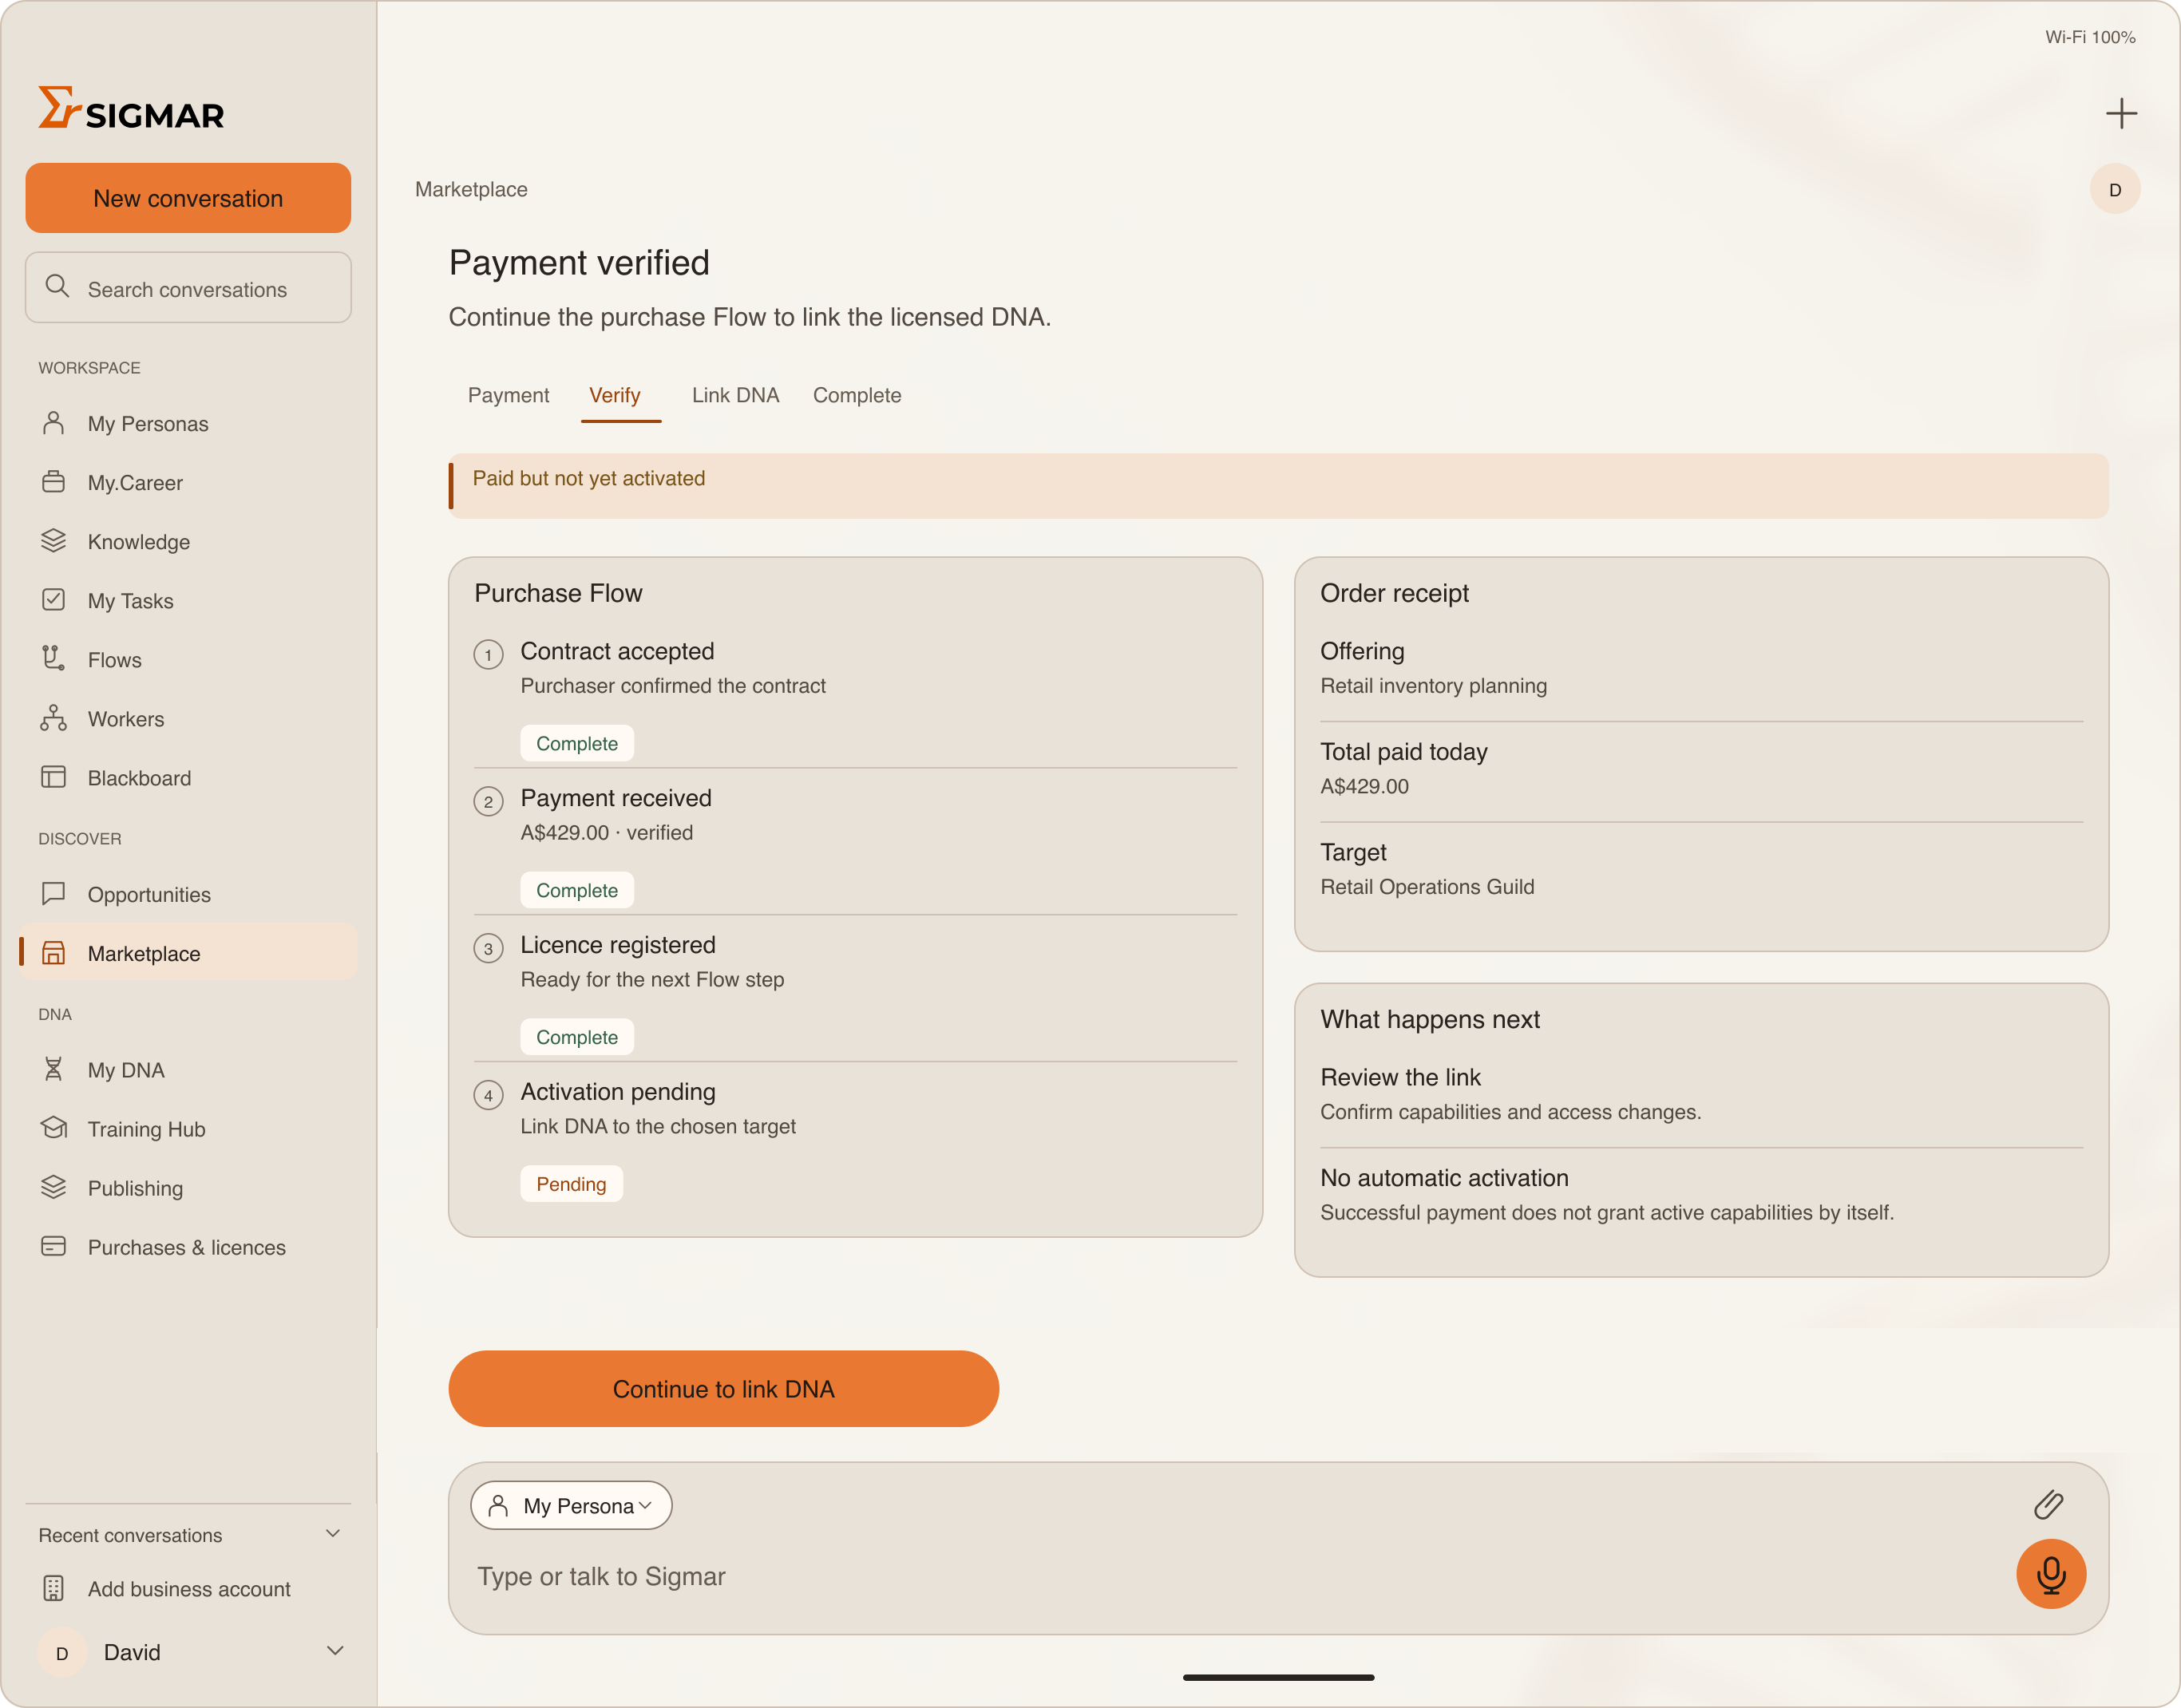 Wi-Fi 100%
Σr SIGMAR
New conversation
Search conversations
WORKSPACE
My Personas
My.Career
Knowledge
My Tasks
Flows
Workers
Blackboard
DISCOVER
Opportunities
Marketplace
DNA
My DNA
Training Hub
Publishing
Purchases & licences
Recent conversations
Add business account
D
David
Marketplace
D
Payment verified
Continue the purchase Flow to link the licensed DNA.
Payment
Verify
Link DNA
Complete
Paid but not yet activated
Purchase Flow
1
Contract accepted
Purchaser confirmed the contract
Complete
2
Payment received
A$429.00 · verified
Complete
3
Licence registered
Ready for the next Flow step
Complete
4
Activation pending
Link DNA to the chosen target
Pending
Order receipt
Offering
Retail inventory planning
Total paid today
A$429.00
Target
Retail Operations Guild
What happens next
Review the link
Confirm capabilities and access changes.
No automatic activation
Successful payment does not grant active capabilities by itself.
Continue to link DNA
My Persona
Type or talk to Sigmar